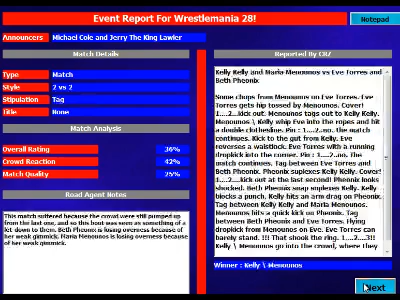 Event Report For Wrestlemania 28!
Notepad
Announcers
Michael Cole and Jerry The King Lawler
Match Details
Type
Match
Style
2 vs 2
Stipulation
Tag
Title
None
Match Analysis
Overall Rating
36%
Crowd Reaction
42%
Match Quality
25%
Road Agent Notes
This match suffered because the crowd were still pumped up
from the last one, and so this bout was seen as something of a
let down to them. Beth Pheonix is losing overness because of
her weak gimmick. Maria Menounos is losing overness because
of her weak gimmick.
Reported By CRZ
Kelly Kelly and Maria Menounos vs Eve Torres and
Beth Pheonix
Some chops from Menounos on Eve Torres. Eve
Torres gets hip tossed by Menounos. Cover!
1....2...kick out. Menounos tags out to Kelly Kelly.
Menounos \ Kelly whip Eve into the ropes and hit
a double clothesline. Pin : 1....2...no. The match
continues. Kick to the gut from Kelly. Eve
reverses a waistlock. Eve Torres with a running
dropkick into the corner. Pin : 1....2...no. The
match continues. Tag between Eve Torres and
Beth Pheonix. Pheonix suplexes Kelly Kelly. Cover!
1....2... kick out at the last second! Pheonix looks
shocked. Beth Pheonix snap suplexes Kelly. Kelly
blocks a punch, Kelly hits an arm drag on Pheonix.
Tag between Kelly Kelly and Maria Menounos.
Menounos hits a quick kick on Pheonix. Tag
between Beth Pheonix and Eve Torres. Flying
dropkick from Menounos on Eve Torres. Eve can
barely stand. !!! That shook the ring. 1....2....3!!
Kelly \ Menounos go into the crowd, where they
Winner : Kelly \ Menounos
Next